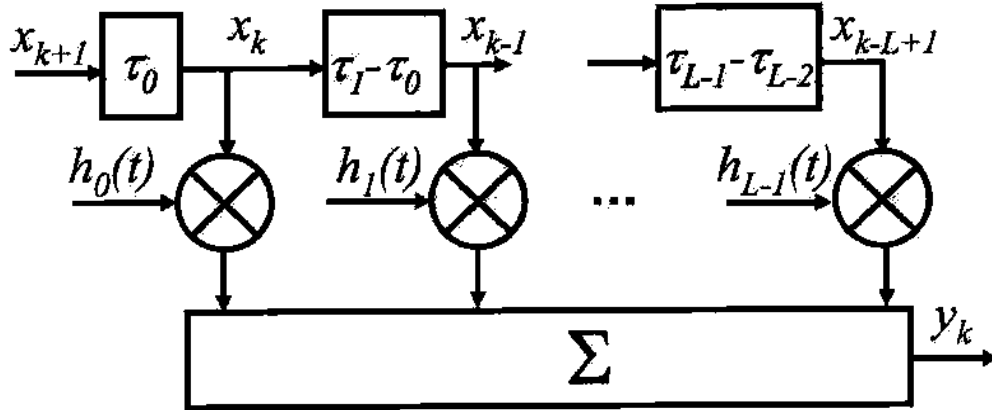 x_{k+1} τ_0 x_k τ_1-τ_0 x_{k-1} τ_{L-1}-τ_{L-2} x_{k-L+1}
h_0(t) h_1(t) ... h_{L-1}(t)
Σ y_k